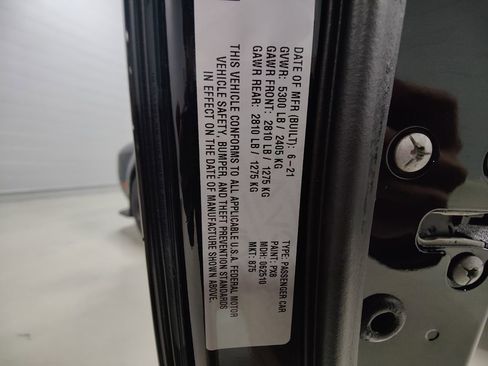 DATE OF MFR (BUILT): 6-21
GVWR: 5300 LB / 2405 KG
GAWR FRONT: 2810 LB / 1275 KG
GAWR REAR: 2810 LB / 1275 KG
THIS VEHICLE CONFORMS TO ALL APPLICABLE U.S.A. FEDERAL MOTOR
VEHICLE SAFETY, BUMPER, AND THEFT PREVENTION STANDARDS
IN EFFECT ON THE DATE OF MANUFACTURE SHOWN ABOVE.
TYPE: PASSENGER CAR
PAINT: PX8
MDH: 062510
MKT: 875